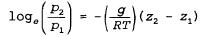 log_e(p_2/p_1) = -(g/RT)(z_2 - z_1)